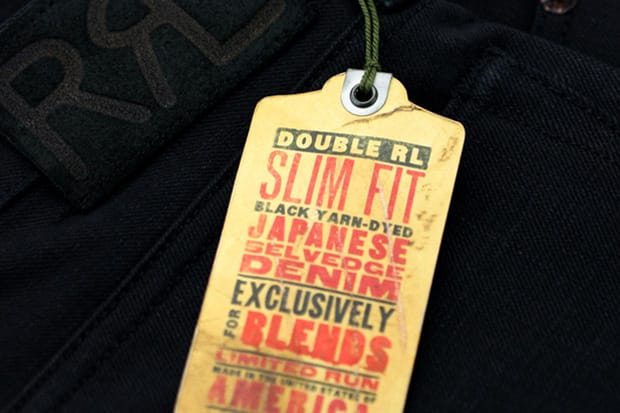 RRL
DOUBLE RL
SLIM FIT
BLACK YARN-DYED
JAPANESE
SELVEDGE
DENIM
EXCLUSIVELY
FOR BLENDS
LIMITED RUN
MADE IN THE UNITED STATES OF
AMERICA